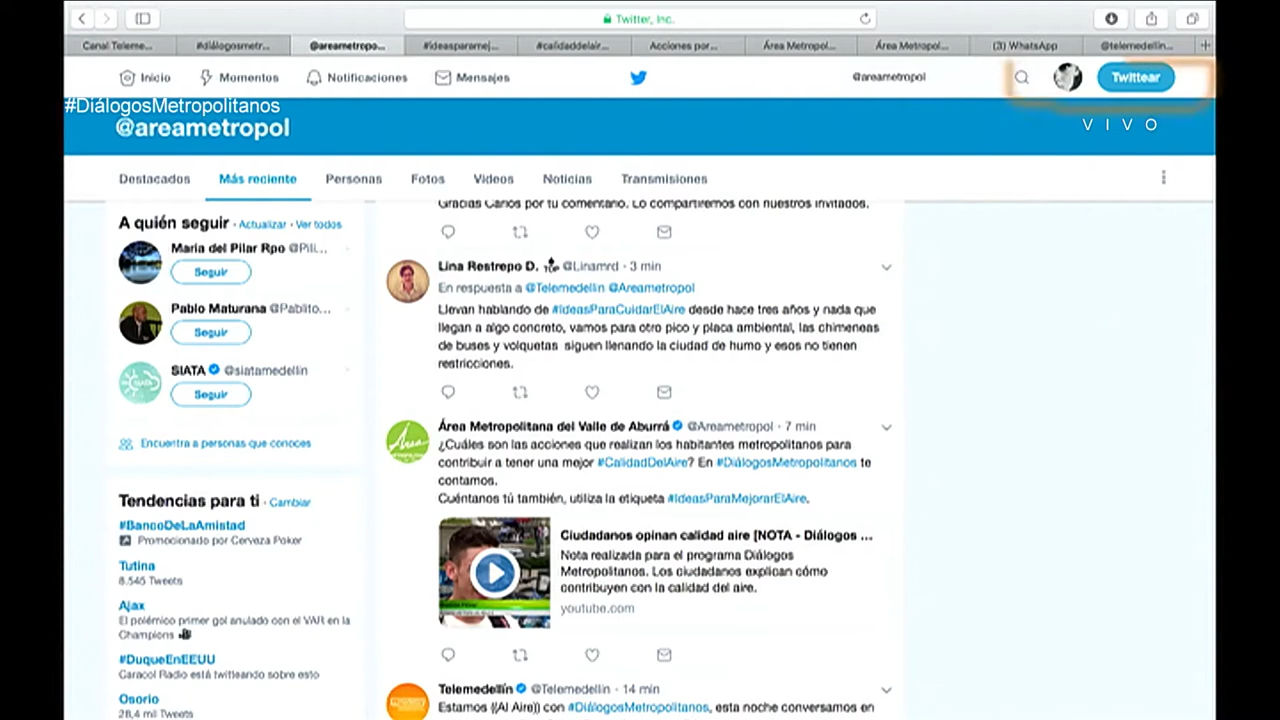 Twitter, Inc.
Canal Teleme...
#diálogosmetr...
@areametropo...
#ideasparamej...
#calidaddelair...
Acciones por...
Área Metropol...
Área Metropol...
(3) WhatsApp
@telemedellin...
Inicio
Momentos
Notificaciones
Mensajes
@areametropol
Twittear
#DiálogosMetropolitanos
@areametropol
VIVO
Destacados
Más reciente
Personas
Fotos
Videos
Noticias
Transmisiones
A quién seguir · Actualizar · Ver todos
María del Pilar Rpo @Pili...
Seguir
Pablo Maturana @Pablito...
Seguir
SIATA @siatamedellin
Seguir
Encuentra a personas que conoces
Tendencias para ti · Cambiar
#BancoDeLaAmistad
Promocionado por Cerveza Poker
Tutina
8.545 Tweets
Ajax
El polémico primer gol anulado con el VAR en la
Champions
#DuqueEnEEUU
Caracol Radio está twitteando sobre esto
Osorio
28,4 mil Tweets
Gracias Carlos por tu comentario. Lo compartiremos con nuestros invitados.
Lina Restrepo D. TOP @Linamrd · 3 min
En respuesta a @Telemedellin @Areametropol
Llevan hablando de #IdeasParaCuidarElAire desde hace tres años y nada que
llegan a algo concreto, vamos para otro pico y placa ambiental, las chimeneas
de buses y volquetas siguen llenando la ciudad de humo y esos no tienen
restricciones.
Área Metropolitana del Valle de Aburrá @Areametropol · 7 min
¿Cuáles son las acciones que realizan los habitantes metropolitanos para
contribuir a tener una mejor #CalidadDelAire? En #DiálogosMetropolitanos te
contamos.
Cuéntanos tú también, utiliza la etiqueta #IdeasParaMejorarElAire.
Ciudadanos opinan calidad aire [NOTA - Diálogos ...
Nota realizada para el programa Diálogos
Metropolitanos. Los ciudadanos explican cómo
contribuyen con la calidad del aire.
youtube.com
Telemedellín @Telemedellin · 14 min
Estamos ((Al Aire)) con #DiálogosMetropolitanos, esta noche conversamos en